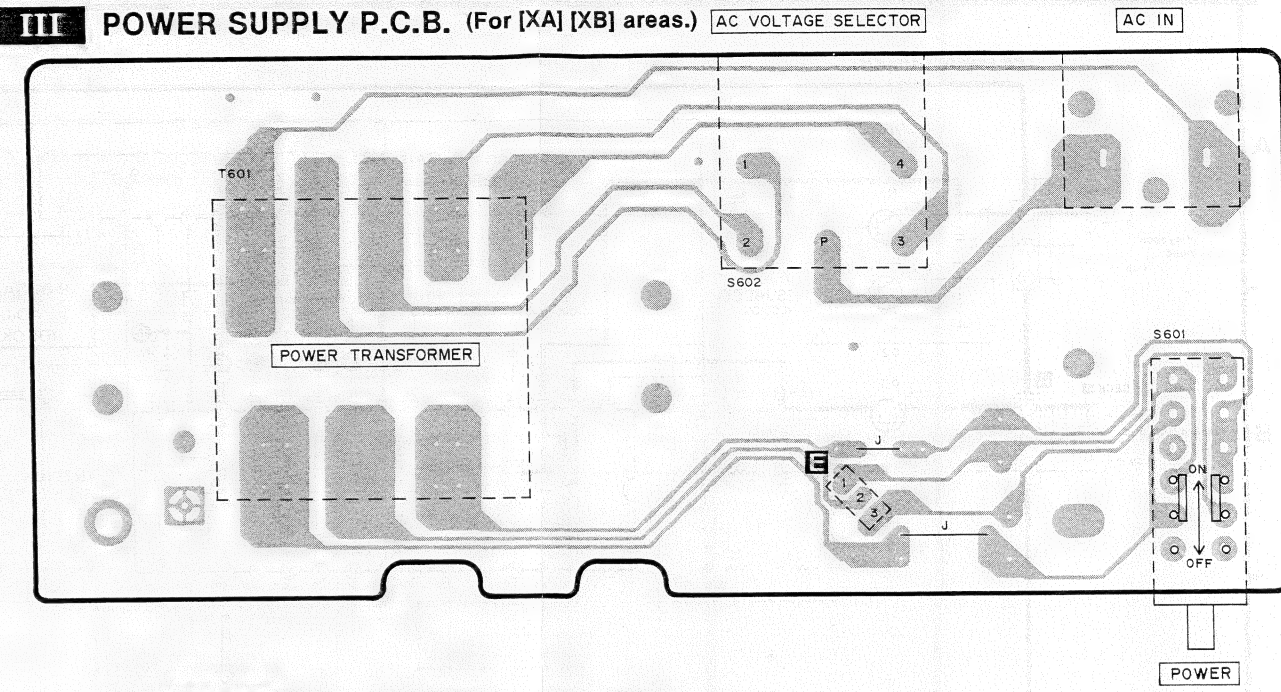 III POWER SUPPLY P.C.B. (For [XA] [XB] areas.) AC VOLTAGE SELECTOR AC IN
T601
1 4
2 P 3
S602
POWER TRANSFORMER
S601
J
E
1
2
3
J
ON
OFF
POWER